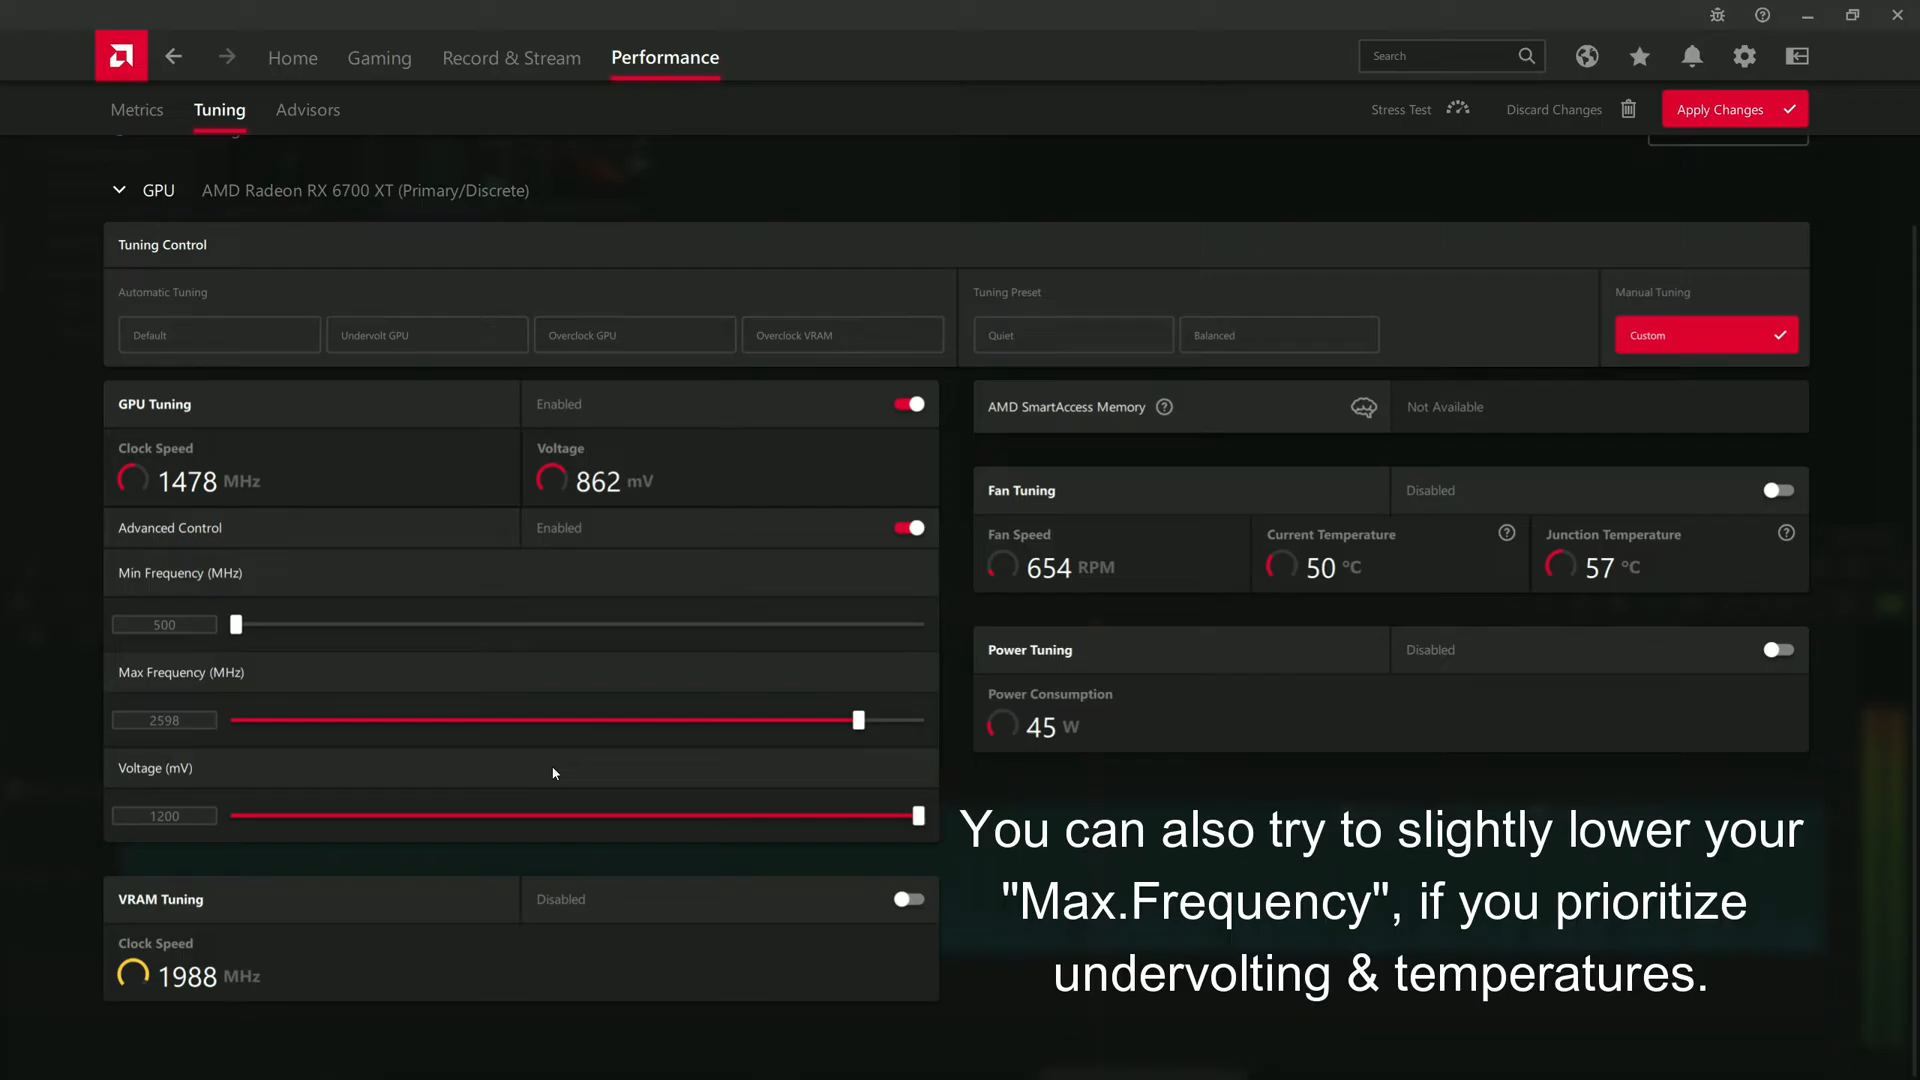 Home Gaming Record & Stream Performance Search
Metrics Tuning Advisors Stress Test Discard Changes Apply Changes
GPU AMD Radeon RX 6700 XT (Primary/Discrete)
Tuning Control
Automatic Tuning Tuning Preset Manual Tuning
Default Undervolt GPU Overclock GPU Overclock VRAM Quiet Balanced Custom
GPU Tuning Enabled
AMD SmartAccess Memory Not Available
Clock Speed Voltage
1478 MHz 862 mV
Fan Tuning Disabled
Advanced Control Enabled
Fan Speed Current Temperature Junction Temperature
654 RPM 50 °C 57 °C
Min Frequency (MHz)
500
Power Tuning Disabled
Max Frequency (MHz)
Power Consumption
2598
45 W
Voltage (mV)
1200
You can also try to slightly lower your
"Max.Frequency", if you prioritize
undervolting & temperatures.
VRAM Tuning Disabled
Clock Speed
1988 MHz